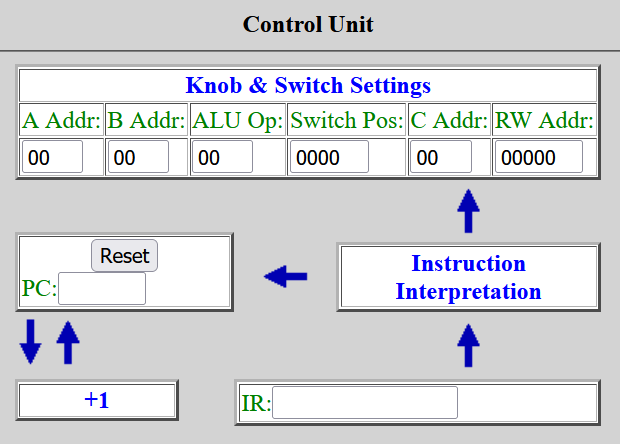 Control Unit
Knob & Switch Settings
A Addr: B Addr: ALU Op: Switch Pos: C Addr: RW Addr:
00 00 00 0000 00 00000
Reset
PC:
Instruction
Interpretation
+1
IR: